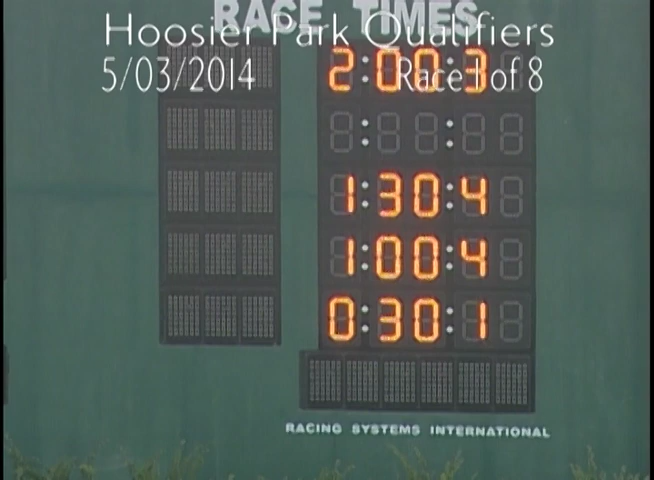 RACE TIMES
Hoosier Park Qualifiers
5/03/2014 Race 1 of 8
2:00:3
1:30:4
1:00:4
0:30:1
RACING SYSTEMS INTERNATIONAL